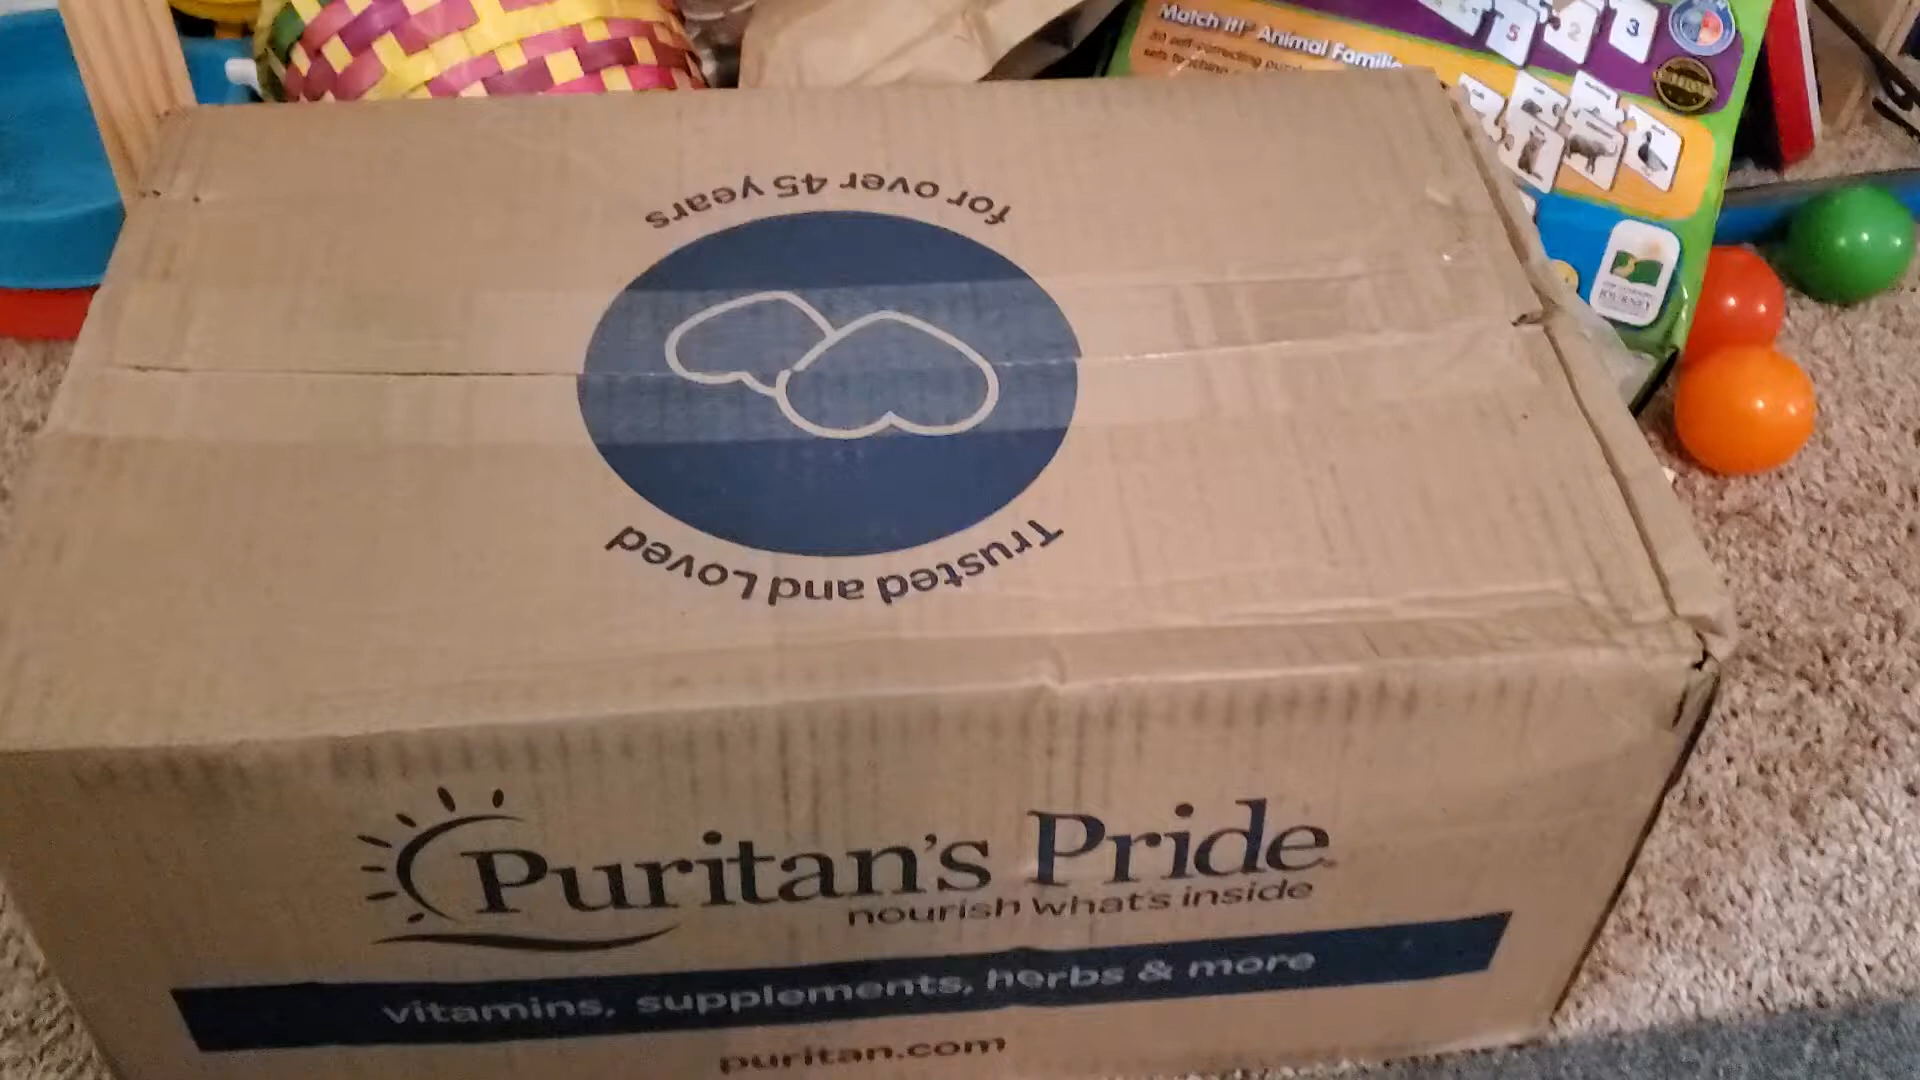 Match It!® Animal Familie
5
2
3
for over 45 years
Trusted and Loved
Puritan's Pride
nourish what's inside
vitamins, supplements, herbs & more
puritan.com